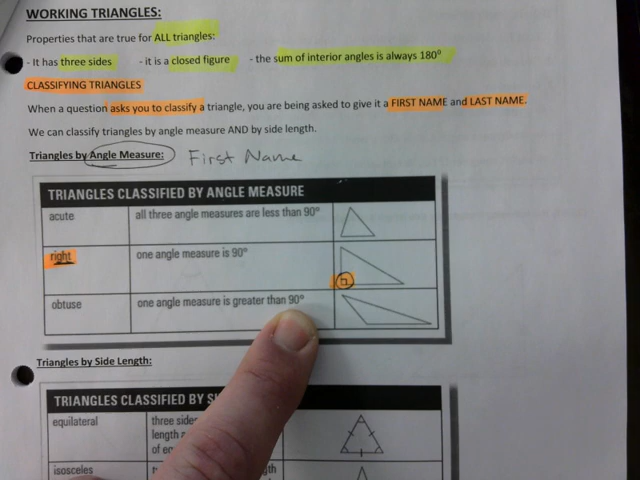 WORKING TRIANGLES:
Properties that are true for ALL triangles:
- It has three sides - it is a closed figure - the sum of interior angles is always 180°
CLASSIFYING TRIANGLES
When a question asks you to classify a triangle, you are being asked to give it a FIRST NAME and LAST NAME.
We can classify triangles by angle measure AND by side length.
Triangles by Angle Measure: First Name
TRIANGLES CLASSIFIED BY ANGLE MEASURE
acute all three angle measures are less than 90°
right one angle measure is 90°
obtuse one angle measure is greater than 90°
Triangles by Side Length:
TRIANGLES CLASSIFIED BY
equilateral three
length
of
isosceles